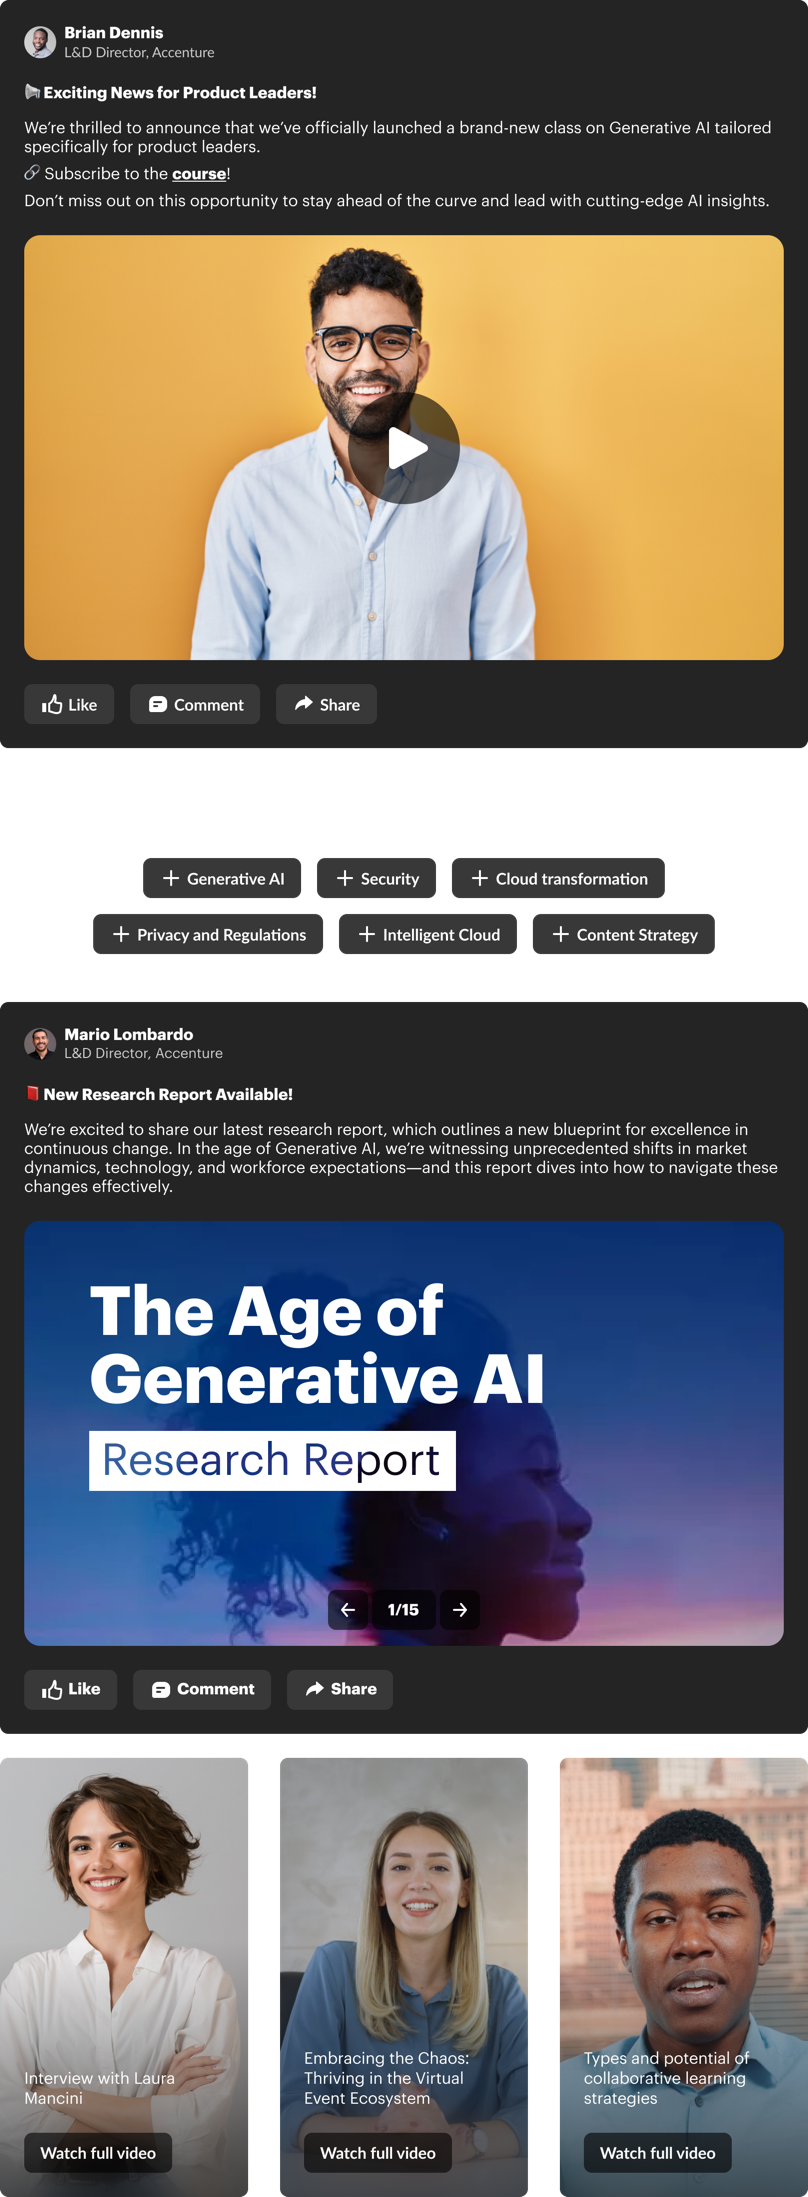 Brian Dennis
L&D Director, Accenture
📢 Exciting News for Product Leaders!
We're thrilled to announce that we've officially launched a brand-new class on Generative AI tailored
specifically for product leaders.
🔗 Subscribe to the course!
Don't miss out on this opportunity to stay ahead of the curve and lead with cutting-edge AI insights.
Like Comment Share
+ Generative AI + Security + Cloud transformation
+ Privacy and Regulations + Intelligent Cloud + Content Strategy
Mario Lombardo
L&D Director, Accenture
📕 New Research Report Available!
We're excited to share our latest research report, which outlines a new blueprint for excellence in
continuous change. In the age of Generative AI, we're witnessing unprecedented shifts in market
dynamics, technology, and workforce expectations—and this report dives into how to navigate these
changes effectively.
The Age of
Generative AI
Research Report
← 1/15 →
Like Comment Share
Interview with Laura
Mancini
Watch full video
Embracing the Chaos:
Thriving in the Virtual
Event Ecosystem
Watch full video
Types and potential of
collaborative learning
strategies
Watch full video